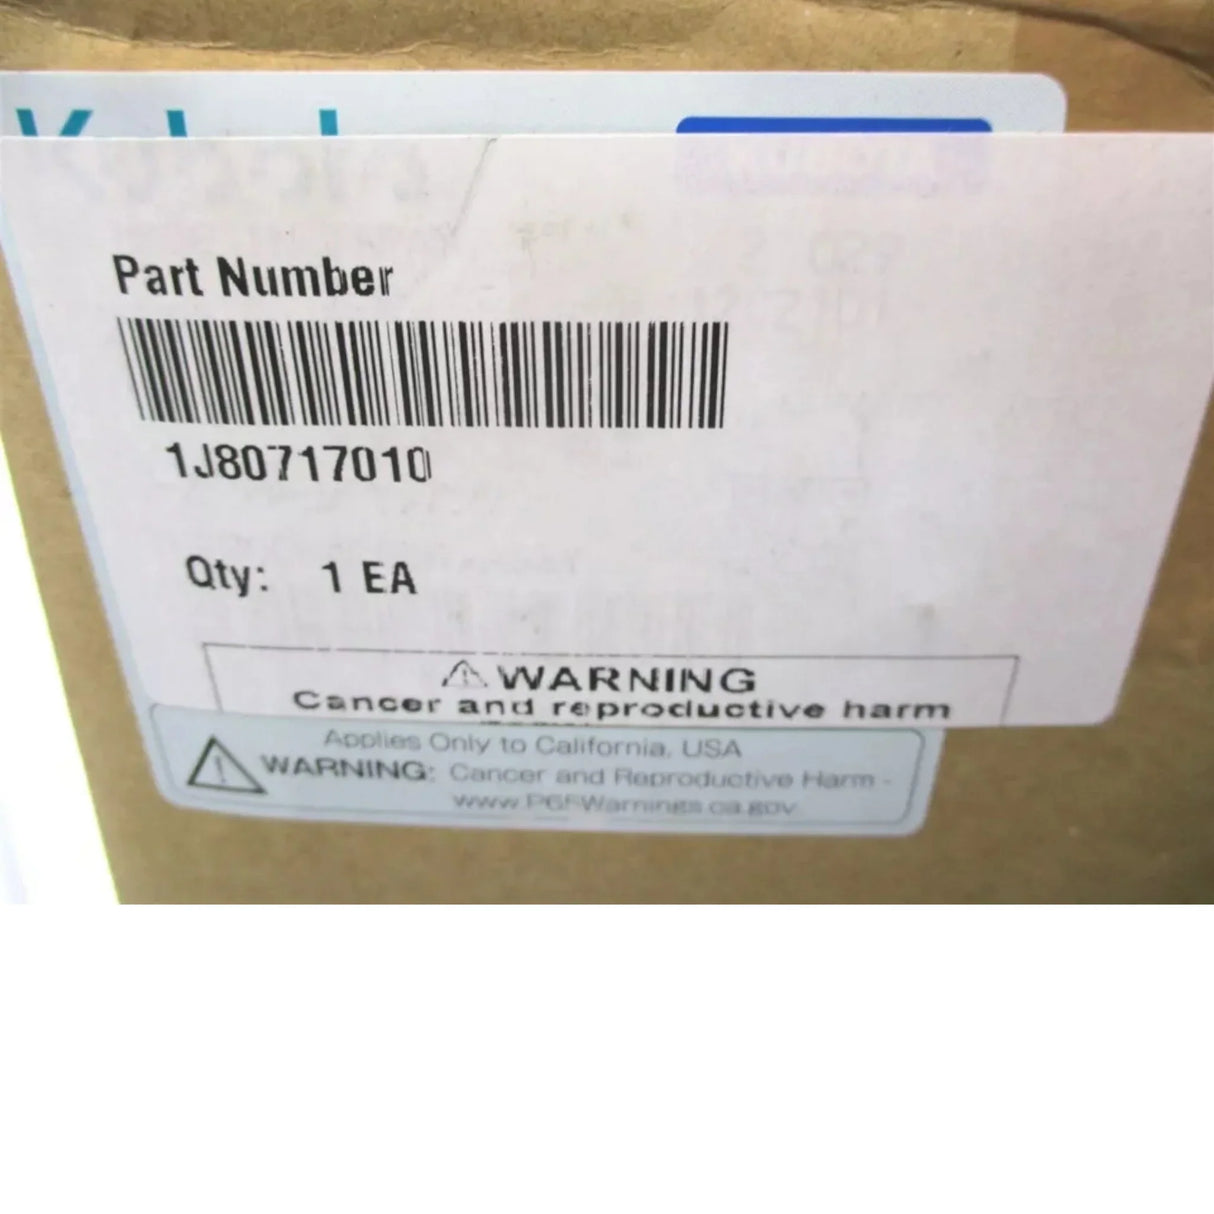 Kubota
Part Number
1J80717010
Qty: 1 EA
⚠WARNING
Cancer and reproductive harm
Applies Only to California, USA
⚠WARNING: Cancer and Reproductive Harm -
www.P65Warnings.ca.gov